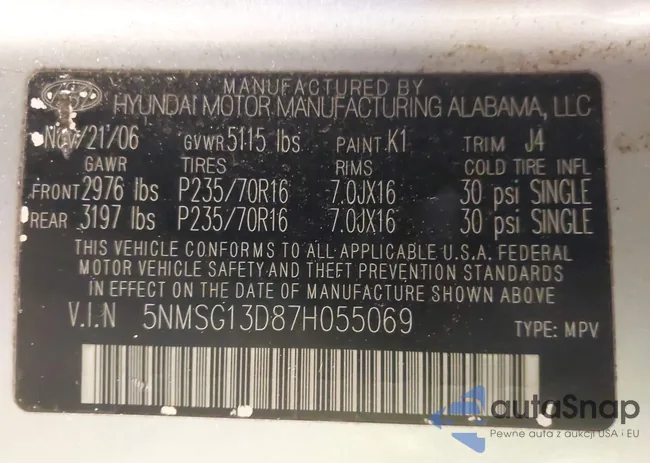 MANUFACTURED BY
HYUNDAI MOTOR MANUFACTURING ALABAMA, LLC
Nov/21/06 GVWR 5115 lbs PAINT K1 TRIM J4
GAWR TIRES RIMS COLD TIRE INFL
FRONT 2976 lbs P235/70R16 7.0JX16 30 psi SINGLE
REAR 3197 lbs P235/70R16 7.0JX16 30 psi SINGLE
THIS VEHICLE CONFORMS TO ALL APPLICABLE U.S.A. FEDERAL
MOTOR VEHICLE SAFETY AND THEFT PREVENTION STANDARDS
IN EFFECT ON THE DATE OF MANUFACTURE SHOWN ABOVE
V.I.N 5NMSG13D87H055069 TYPE: MPV
autoSnap
Pewne auta z aukcji USA i EU